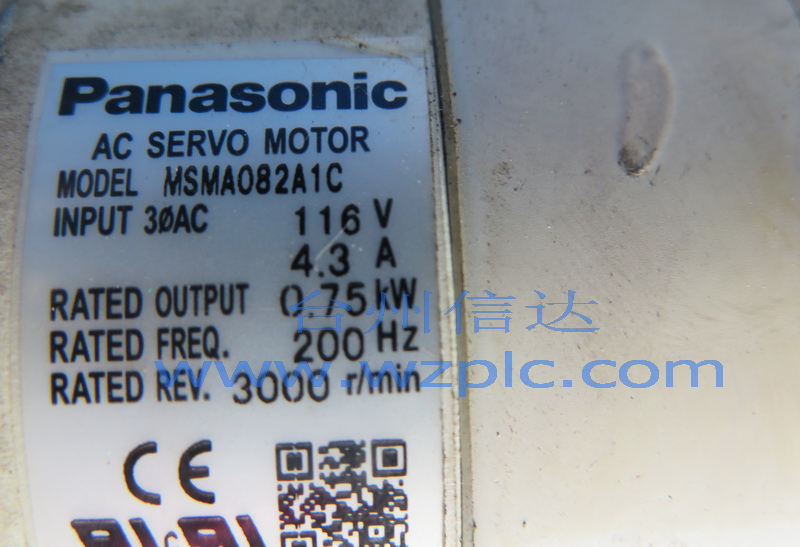 Panasonic
AC SERVO MOTOR
MODEL MSMA082A1C
INPUT 3øAC 116 V
4.3 A
RATED OUTPUT 0.75 kW
台州信达
RATED FREQ. 200 Hz
www.wzplc.com
RATED REV. 3000 r/min
CE